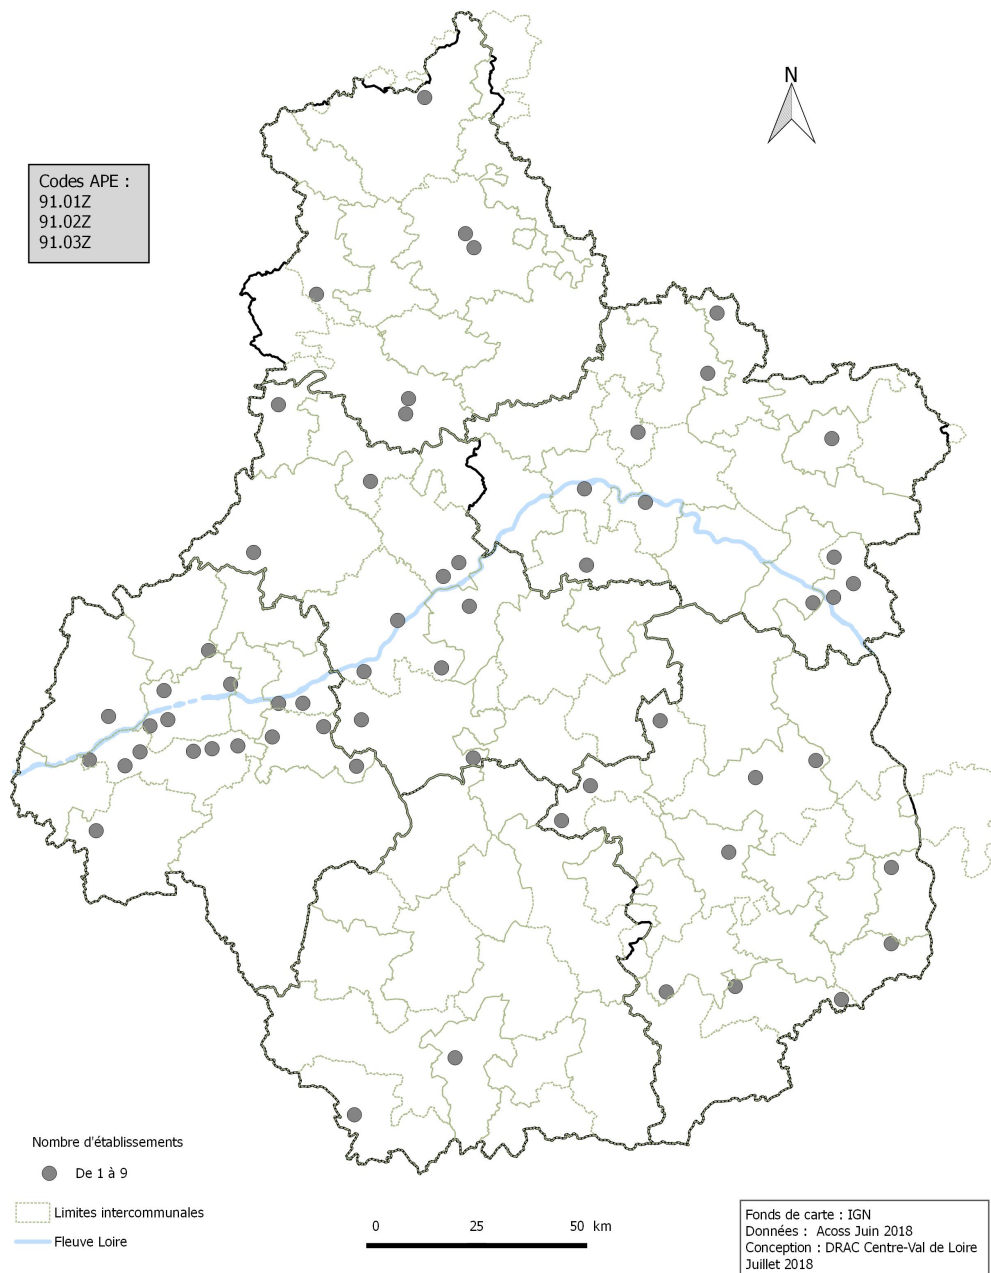 N
Codes APE :
91.01Z
91.02Z
91.03Z
Nombre d'établissements
De 1 à 9
Limites intercommunales
Fleuve Loire
0 25 50 km
Fonds de carte : IGN
Données : Acoss Juin 2018
Conception : DRAC Centre-Val de Loire
Juillet 2018